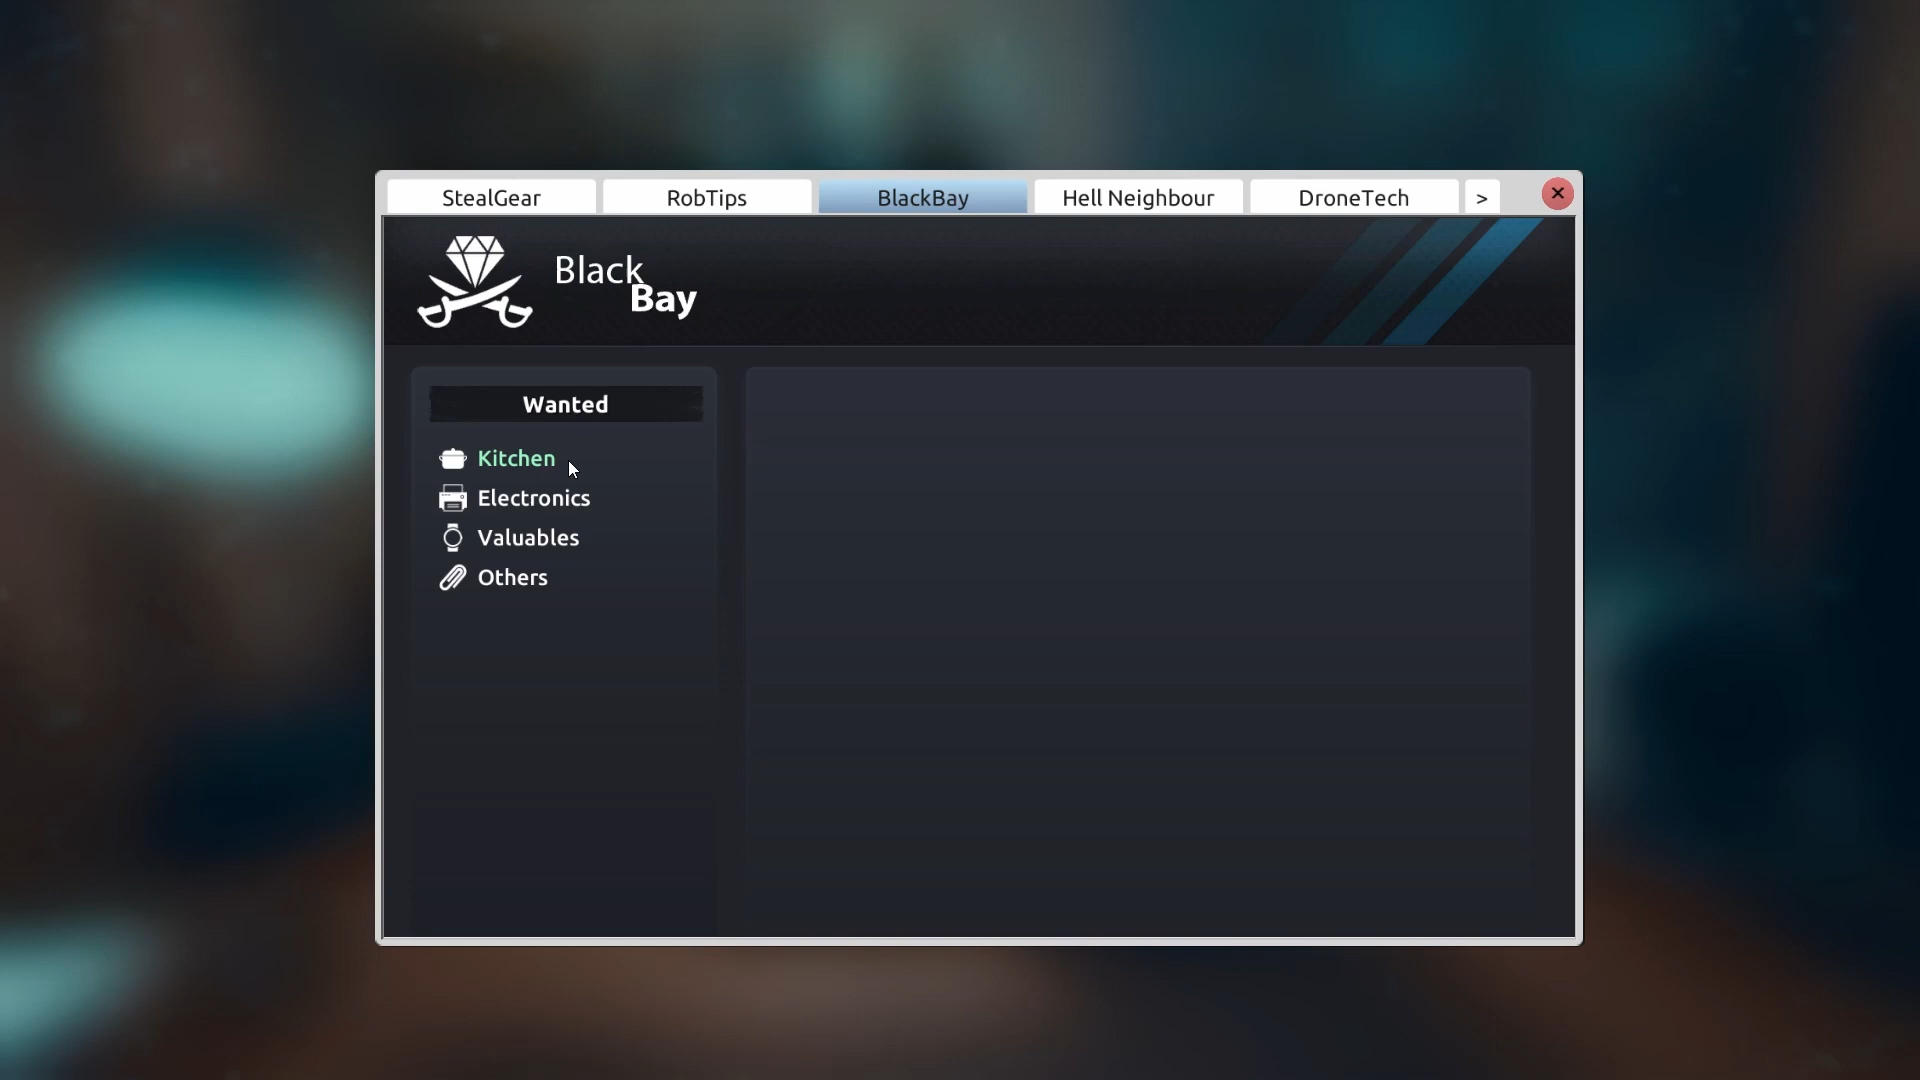 StealGear RobTips BlackBay Hell Neighbour DroneTech >
Black
Bay
Wanted
Kitchen
Electronics
Valuables
Others